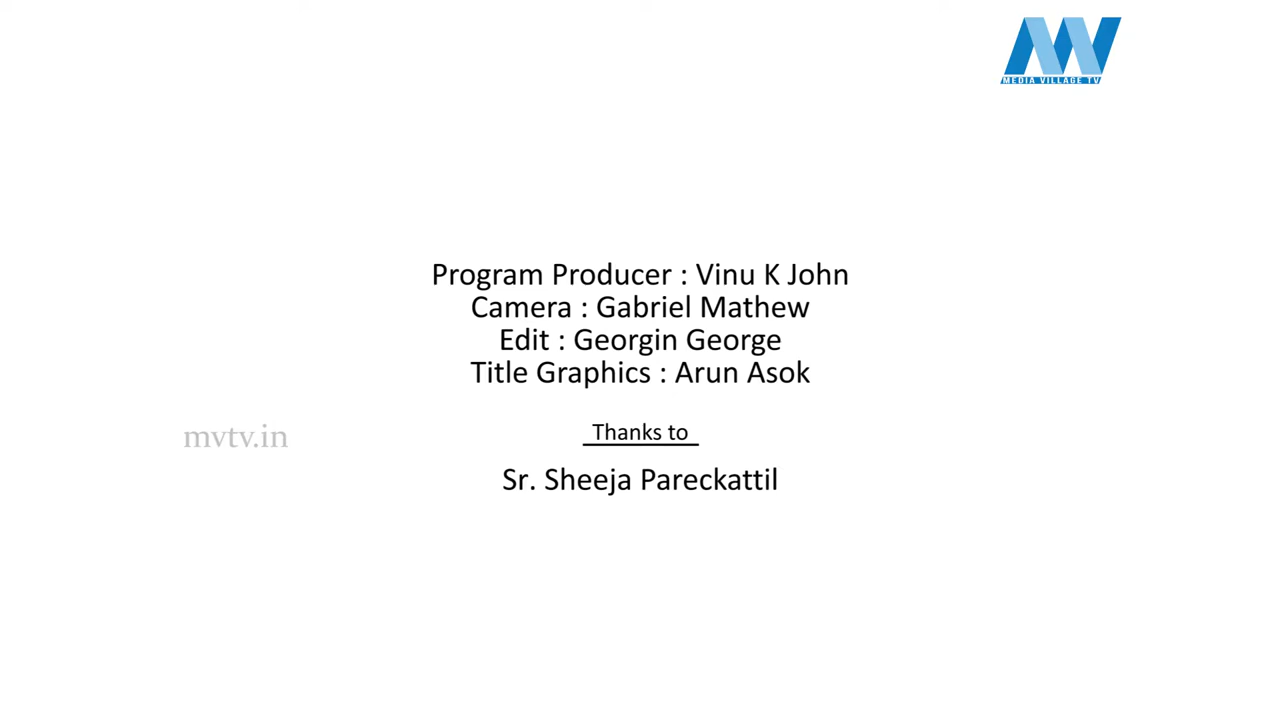 MEDIA VILLAGE TV
Program Producer : Vinu K John
Camera : Gabriel Mathew
Edit : Georgin George
Title Graphics : Arun Asok
mvtv.in
Thanks to
Sr. Sheeja Pareckattil